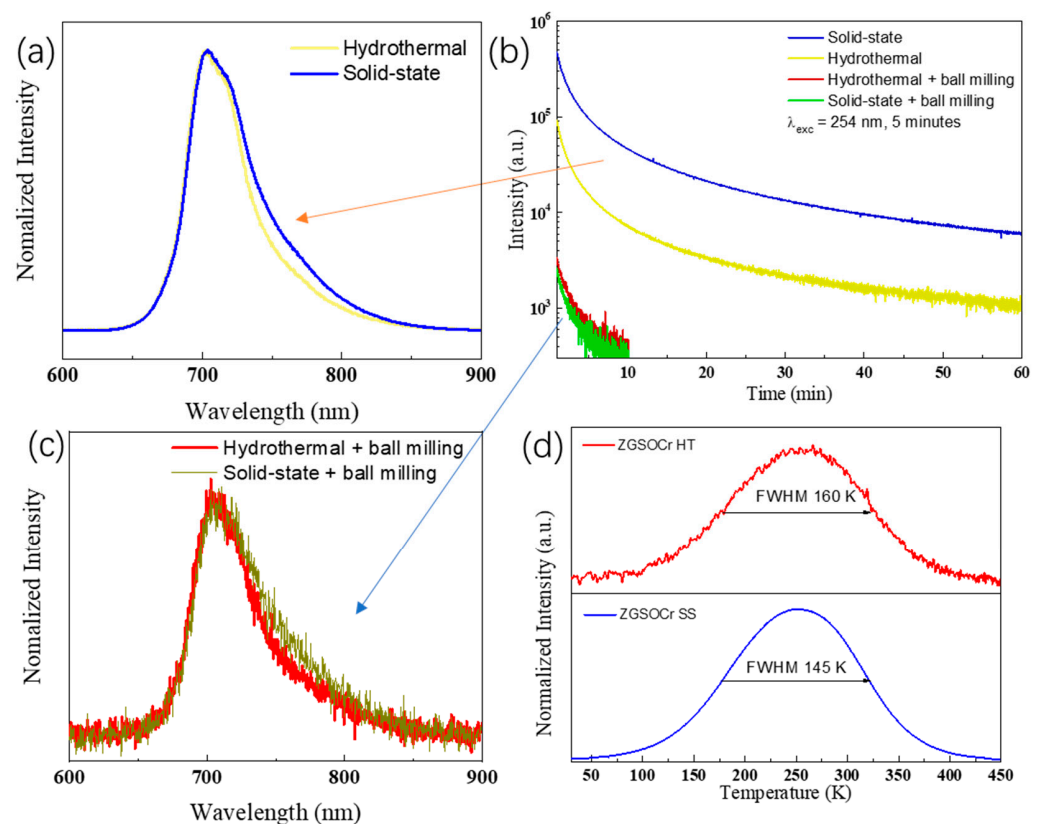 (a)
Hydrothermal
Solid-state
Nomalized Intensity
600 700 800 900
Wavelength (nm)
(b)
Solid-state
Hydrothermal
Hydrothermal + ball milling
Solid-state + ball milling
λexc = 254 nm, 5 minutes
Intensity (a.u.)
10^6
10^5
10^4
10^3
10 20 30 40 50 60
Time (min)
(c)
Hydrothermal + ball milling
Solid-state + ball milling
Nomalized Intensity
600 700 800 900
Wavelength (nm)
(d)
ZGSOCr HT
FWHM 160 K
ZGSOCr SS
FWHM 145 K
Normalized Intensity (a.u.)
50 100 150 200 250 300 350 400 450
Temperature (K)